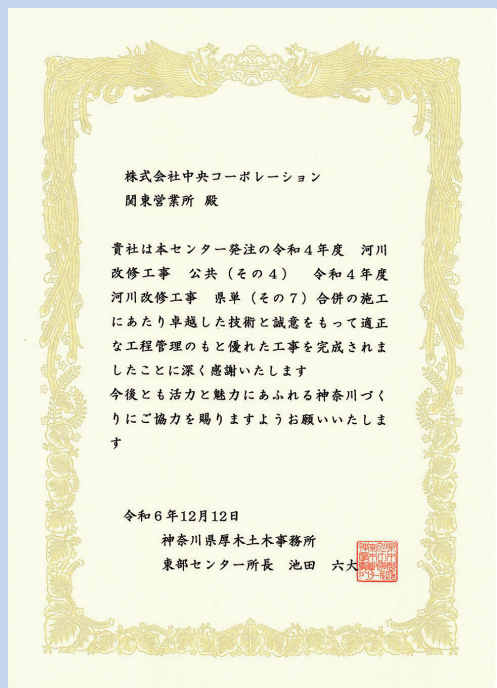 株式会社中央コーポレーション
関東営業所 殿
貴社は本センター発注の令和４年度 河川
改修工事 公共（その４） 令和４年度
河川改修工事 県単（その７）合併の施工
にあたり卓越した技術と誠意をもって適正
な工程管理のもと優れた工事を完成されま
したことに深く感謝いたします
今後とも活力と魅力にあふれる神奈川づく
りにご協力を賜りますようお願いいたしま
す
令和６年12月12日
神奈川県厚木土木事務所
東部センター所長 池田 六大